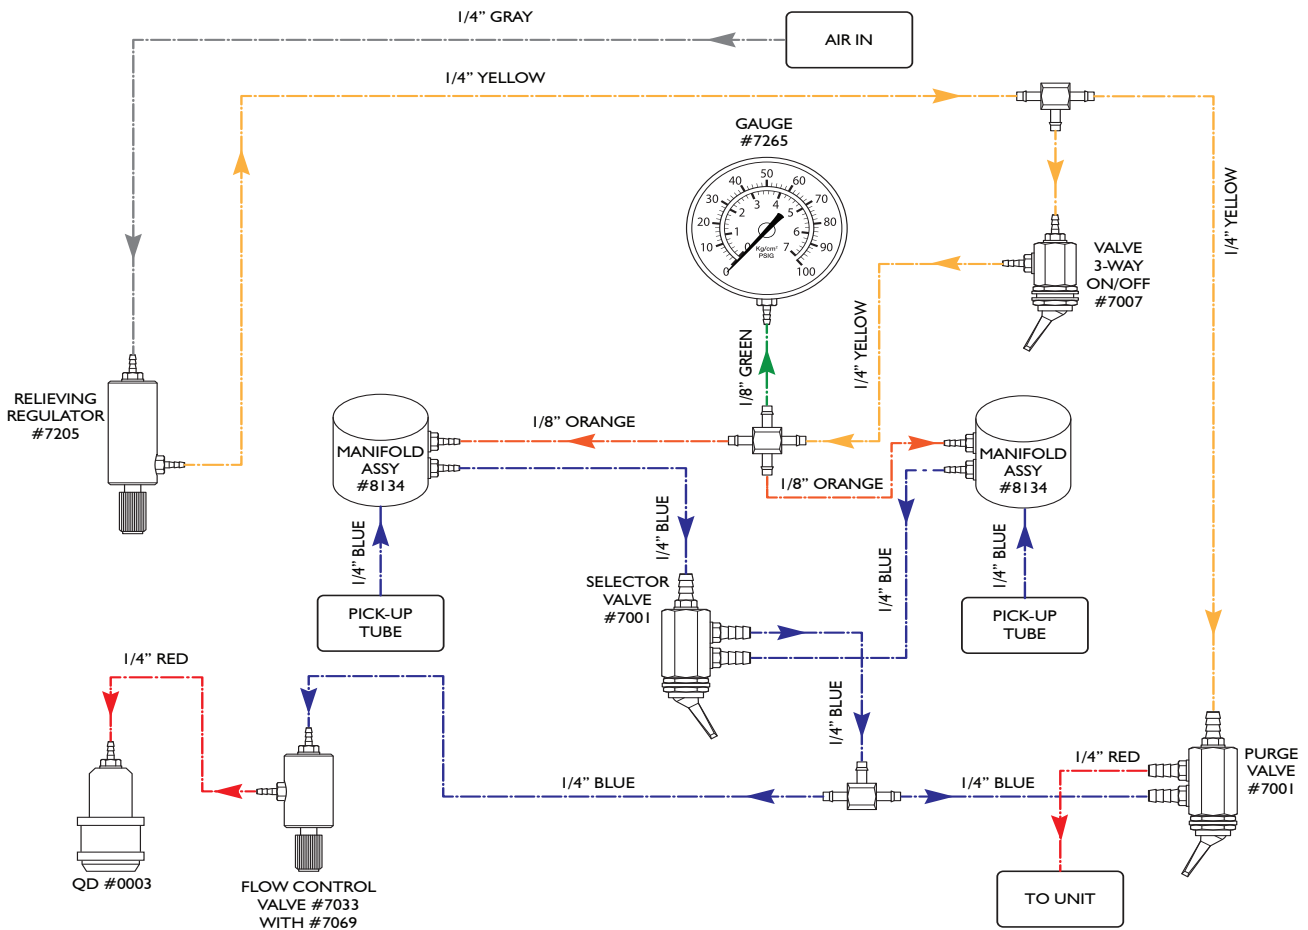 1/4” GRAY
AIR IN
1/4” YELLOW
GAUGE
#7265
0
10
20
30
40
50
60
70
80
90
100
0
1
2
3
4
5
6
7
Kg/cm²
PSIG
VALVE
3-WAY
ON/OFF
#7007
1/4” YELLOW
1/4” YELLOW
1/8” GREEN
RELIEVING
REGULATOR
#7205
1/8” ORANGE
MANIFOLD
ASSY
#8134
MANIFOLD
ASSY
#8134
1/8” ORANGE
1/4” BLUE
1/4” BLUE
1/4” BLUE
1/4” BLUE
SELECTOR
VALVE
#7001
PICK-UP
TUBE
PICK-UP
TUBE
1/4” RED
1/4” BLUE
1/4” RED
PURGE
VALVE
#7001
1/4” BLUE
1/4” BLUE
QD #0003
FLOW CONTROL
VALVE #7033
WITH #7069
TO UNIT